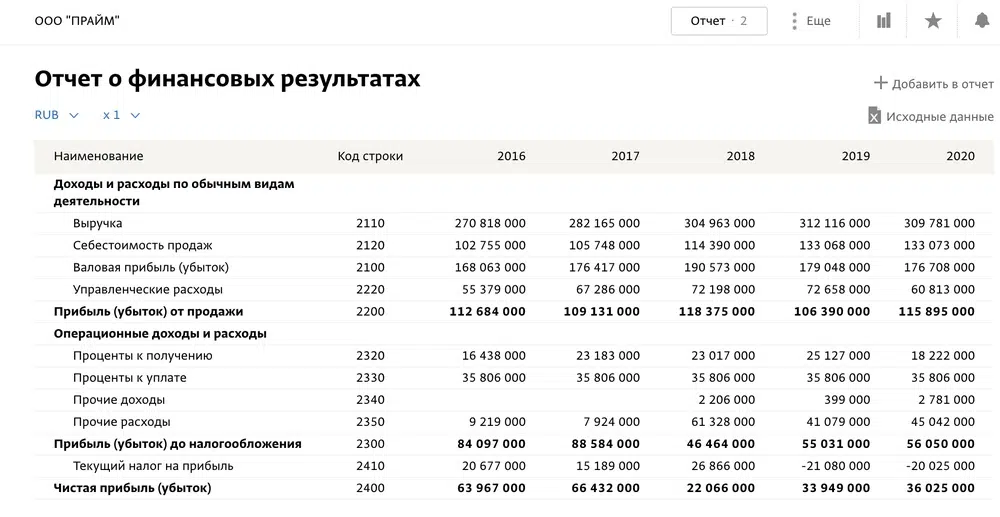 ООО "ПРАЙМ"
Отчет · 2
Еще
Отчет о финансовых результатах
Добавить в отчет
RUB x 1
Исходные данные
Наименование Код строки 2016 2017 2018 2019 2020
Доходы и расходы по обычным видам
деятельности
Выручка 2110 270 818 000 282 165 000 304 963 000 312 116 000 309 781 000
Себестоимость продаж 2120 102 755 000 105 748 000 114 390 000 133 068 000 133 073 000
Валовая прибыль (убыток) 2100 168 063 000 176 417 000 190 573 000 179 048 000 176 708 000
Управленческие расходы 2220 55 379 000 67 286 000 72 198 000 72 658 000 60 813 000
Прибыль (убыток) от продажи 2200 112 684 000 109 131 000 118 375 000 106 390 000 115 895 000
Операционные доходы и расходы
Проценты к получению 2320 16 438 000 23 183 000 23 017 000 25 127 000 18 222 000
Проценты к уплате 2330 35 806 000 35 806 000 35 806 000 35 806 000 35 806 000
Прочие доходы 2340 2 206 000 399 000 2 781 000
Прочие расходы 2350 9 219 000 7 924 000 61 328 000 41 079 000 45 042 000
Прибыль (убыток) до налогообложения 2300 84 097 000 88 584 000 46 464 000 55 031 000 56 050 000
Текущий налог на прибыль 2410 20 677 000 15 189 000 26 866 000 -21 080 000 -20 025 000
Чистая прибыль (убыток) 2400 63 967 000 66 432 000 22 066 000 33 949 000 36 025 000